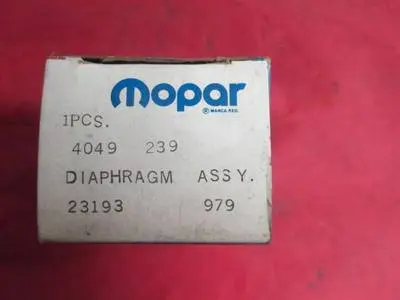 mopar
® MARCA REG.
1PCS.
4049 239
DIAPHRAGM ASSY.
23193 979